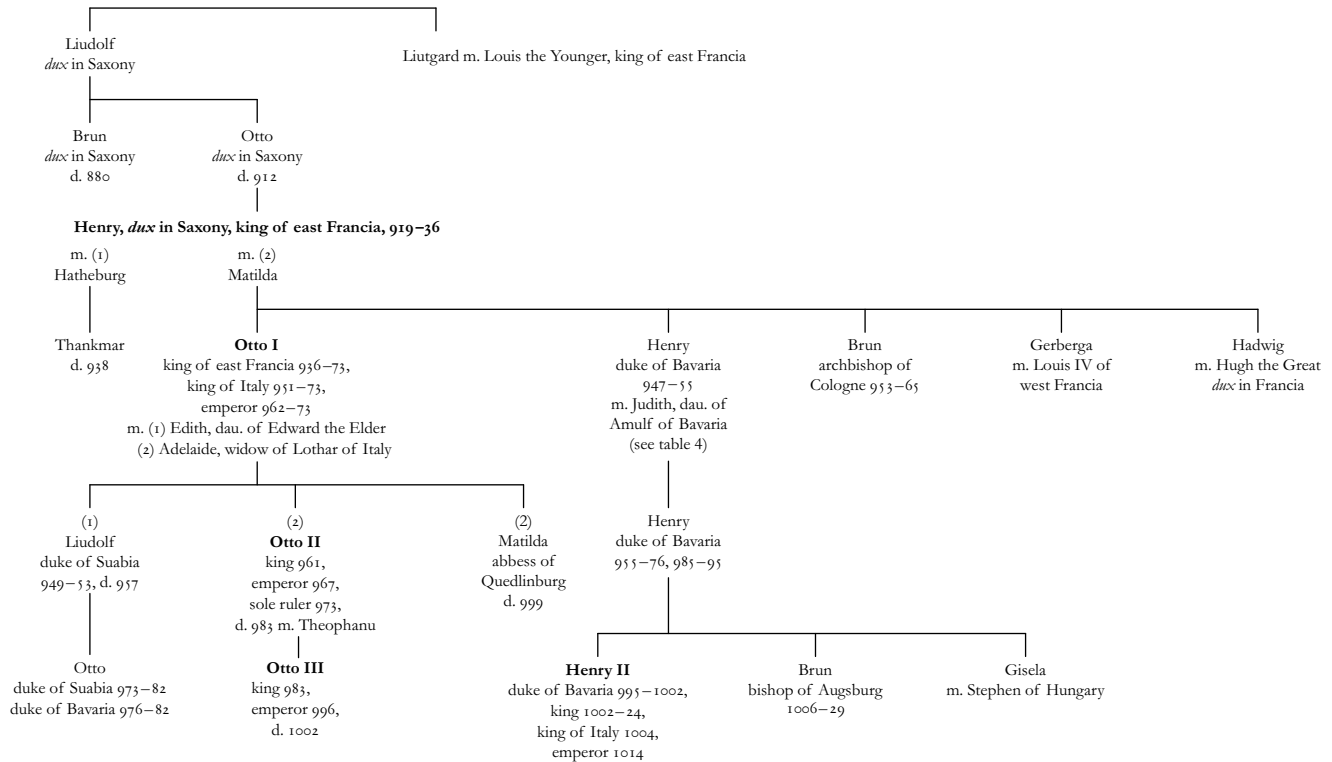 Liudolf
dux in Saxony
Liutgard m. Louis the Younger, king of east Francia
Brun
dux in Saxony
d. 880
Otto
dux in Saxony
d. 912
Henry, dux in Saxony, king of east Francia, 919–36
m. (1)
Hatheburg
m. (2)
Matilda
Thankmar
d. 938
Otto I
king of east Francia 936–73,
king of Italy 951–73,
emperor 962–73
m. (1) Edith, dau. of Edward the Elder
(2) Adelaide, widow of Lothar of Italy
Henry
duke of Bavaria
947–55
m. Judith, dau. of
Amulf of Bavaria
(see table 4)
Brun
archbishop of
Cologne 953–65
Gerberga
m. Louis IV of
west Francia
Hadwig
m. Hugh the Great
dux in Francia
(1)
Liudolf
duke of Suabia
949–53, d. 957
(2)
Otto II
king 961,
emperor 967,
sole ruler 973,
d. 983 m. Theophanu
(2)
Matilda
abbess of
Quedlinburg
d. 999
Henry
duke of Bavaria
955–76, 985–95
Otto
duke of Suabia 973–82
duke of Bavaria 976–82
Otto III
king 983,
emperor 996,
d. 1002
Henry II
duke of Bavaria 995–1002,
king 1002–24,
king of Italy 1004,
emperor 1014
Brun
bishop of Augsburg
1006–29
Gisela
m. Stephen of Hungary